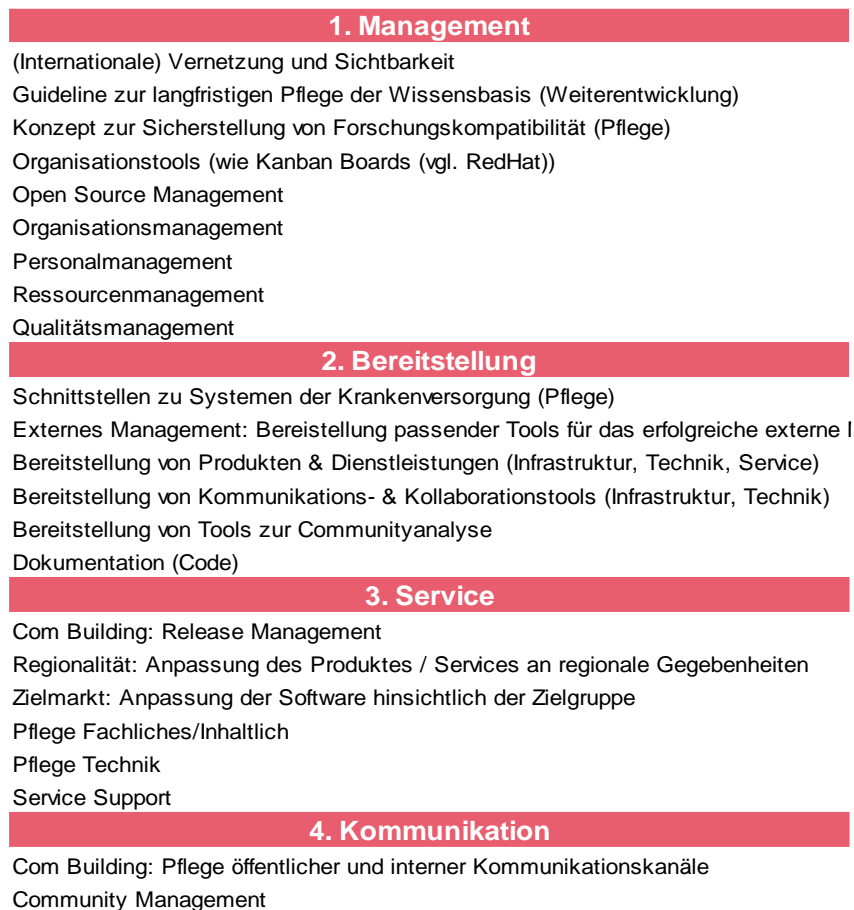 1. Management
(Internationale) Vernetzung und Sichtbarkeit
Guideline zur langfristigen Pflege der Wissensbasis (Weiterentwicklung)
Konzept zur Sicherstellung von Forschungskompatibilität (Pflege)
Organisationstools (wie Kanban Boards (vgl. RedHat))
Open Source Management
Organisationsmanagement
Personalmanagement
Ressourcenmanagement
Qualitätsmanagement
2. Bereitstellung
Schnittstellen zu Systemen der Krankenversorgung (Pflege)
Externes Management: Bereistellung passender Tools für das erfolgreiche externe
Bereitstellung von Produkten & Dienstleistungen (Infrastruktur, Technik, Service)
Bereitstellung von Kommunikations- & Kollaborationstools (Infrastruktur, Technik)
Bereitstellung von Tools zur Communityanalyse
Dokumentation (Code)
3. Service
Com Building: Release Management
Regionalität: Anpassung des Produktes / Services an regionale Gegebenheiten
Zielmarkt: Anpassung der Software hinsichtlich der Zielgruppe
Pflege Fachliches/Inhaltlich
Pflege Technik
Service Support
4. Kommunikation
Com Building: Pflege öffentlicher und interner Kommunikationskanäle
Community Management